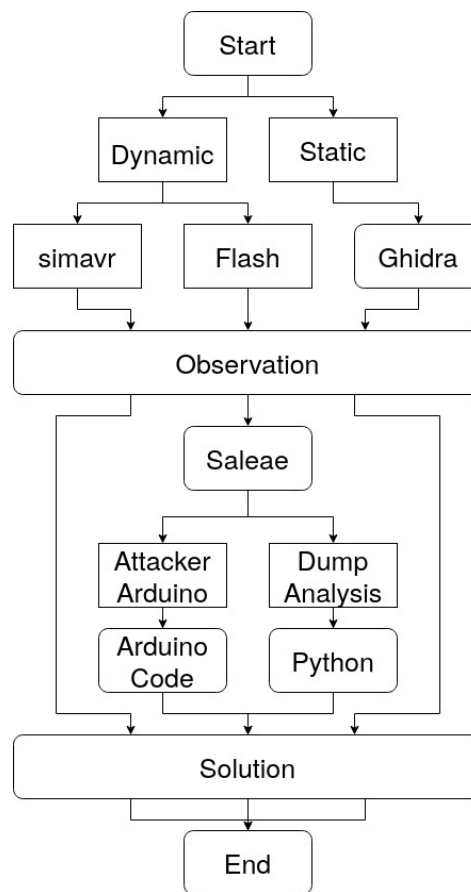 Start
Dynamic
Static
simavr
Flash
Ghidra
Observation
Saleae
Attacker
Arduino
Dump
Analysis
Arduino
Code
Python
Solution
End